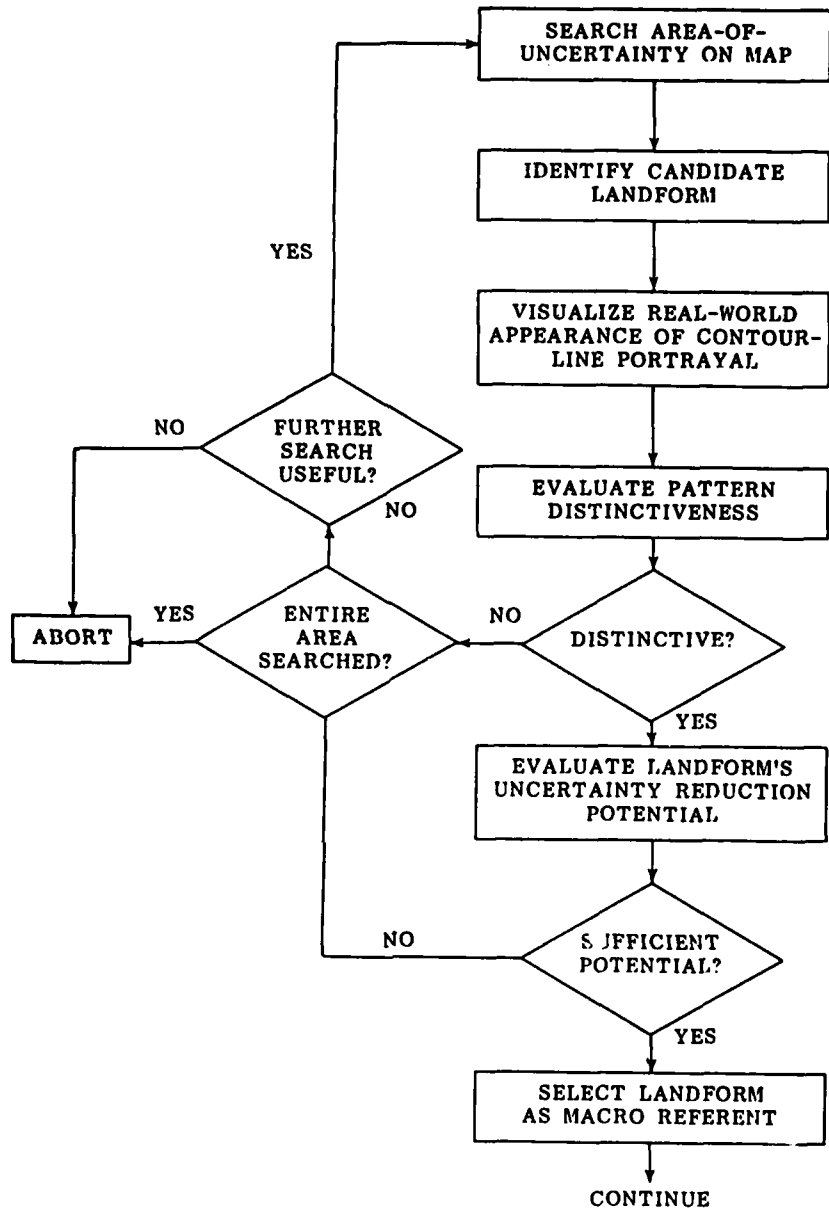 SEARCH AREA-OF-
UNCERTAINTY ON MAP
IDENTIFY CANDIDATE
LANDFORM
YES
VISUALIZE REAL-WORLD
APPEARANCE OF CONTOUR-
LINE PORTRAYAL
NO
FURTHER
SEARCH
USEFUL?
NO
EVALUATE PATTERN
DISTINCTIVENESS
ABORT
YES
ENTIRE
AREA
SEARCHED?
NO
DISTINCTIVE?
YES
EVALUATE LANDFORM'S
UNCERTAINTY REDUCTION
POTENTIAL
NO
SUFFICIENT
POTENTIAL?
YES
SELECT LANDFORM
AS MACRO REFERENT
CONTINUE